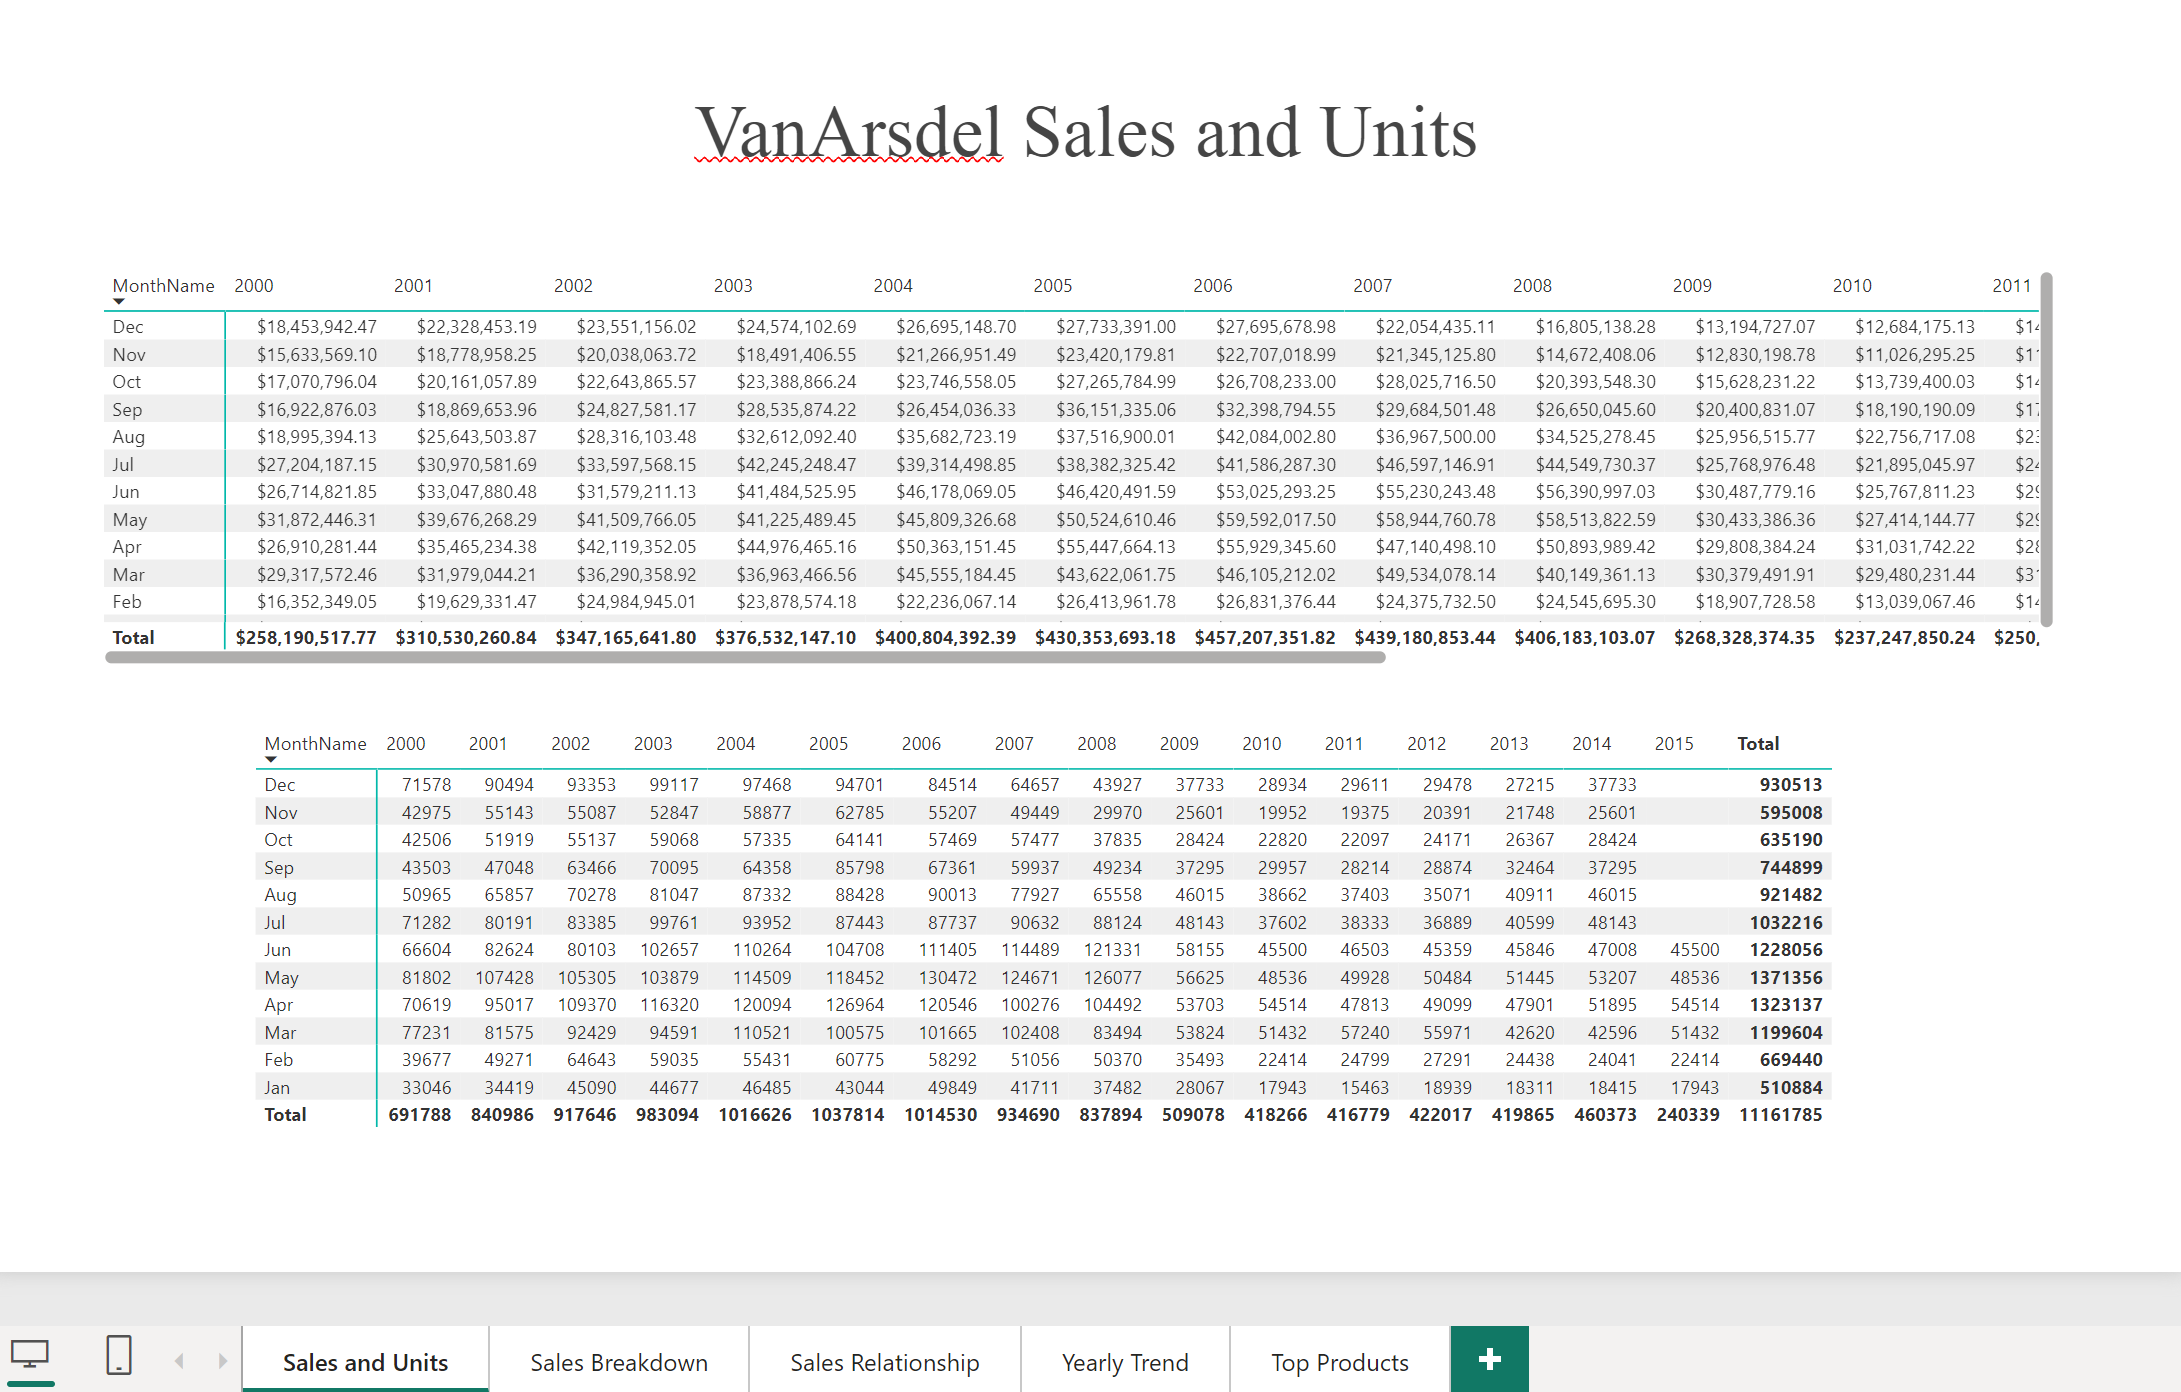 VanArsdel Sales and Units
MonthName 2000 2001 2002 2003 2004 2005 2006 2007 2008 2009 2010 2011
Dec $18,453,942.47 $22,328,453.19 $23,551,156.02 $24,574,102.69 $26,695,148.70 $27,733,391.00 $27,695,678.98 $22,054,435.11 $16,805,138.28 $13,194,727.07 $12,684,175.13
Nov $15,633,569.10 $18,778,958.25 $20,038,063.72 $18,491,406.55 $21,266,951.49 $23,420,179.81 $22,707,018.99 $21,345,125.80 $14,672,408.06 $12,830,198.78 $11,026,295.25
Oct $17,070,796.04 $20,161,057.89 $22,643,865.57 $23,388,866.24 $23,746,558.05 $27,265,784.99 $26,708,233.00 $28,025,716.50 $20,393,548.30 $15,628,231.22 $13,739,400.03
Sep $16,922,876.03 $18,869,653.96 $24,827,581.17 $28,535,874.22 $26,454,036.33 $36,151,335.06 $32,398,794.55 $29,684,501.48 $26,650,045.60 $20,400,831.07 $18,190,190.09
Aug $18,995,394.13 $25,643,503.87 $28,316,103.48 $32,612,092.40 $35,682,723.19 $37,516,900.01 $42,084,002.80 $36,967,500.00 $34,525,278.45 $25,956,515.77 $22,756,717.08
Jul $27,204,187.15 $30,970,581.69 $33,597,568.15 $42,245,248.47 $39,314,498.85 $38,382,325.42 $41,586,287.30 $46,597,146.91 $44,549,730.37 $25,768,976.48 $21,895,045.97
Jun $26,714,821.85 $33,047,880.48 $31,579,211.13 $41,484,525.95 $46,178,069.05 $46,420,491.59 $53,025,293.25 $55,230,243.48 $56,390,997.03 $30,487,779.16 $25,767,811.23
May $31,872,446.31 $39,676,268.29 $41,509,766.05 $41,225,489.45 $45,809,326.68 $50,524,610.46 $59,592,017.50 $58,944,760.78 $58,513,822.59 $30,433,386.36 $27,414,144.77
Apr $26,910,281.44 $35,465,234.38 $42,119,352.05 $44,976,465.16 $50,363,151.45 $55,447,664.13 $55,929,345.60 $47,140,498.10 $50,893,989.42 $29,808,384.24 $31,031,742.22
Mar $29,317,572.46 $31,979,044.21 $36,290,358.92 $36,963,466.56 $45,555,184.45 $43,622,061.75 $46,105,212.02 $49,534,078.14 $40,149,361.13 $30,379,491.91 $29,480,231.44
Feb $16,352,349.05 $19,629,331.47 $24,984,945.01 $23,878,574.18 $22,236,067.14 $26,413,961.78 $26,831,376.44 $24,375,732.50 $24,545,695.30 $18,907,728.58 $13,039,067.46
Total $258,190,517.77 $310,530,260.84 $347,165,641.80 $376,532,147.10 $400,804,392.39 $430,353,693.18 $457,207,351.82 $439,180,853.44 $406,183,103.07 $268,328,374.35 $237,247,850.24 $250,
MonthName 2000 2001 2002 2003 2004 2005 2006 2007 2008 2009 2010 2011 2012 2013 2014 2015 Total
Dec 71578 90494 93353 99117 97468 94701 84514 64657 43927 37733 28934 29611 29478 27215 37733 930513
Nov 42975 55143 55087 52847 58877 62785 55207 49449 29970 25601 19952 19375 20391 21748 25601 595008
Oct 42506 51919 55137 59068 57335 64141 57469 57477 37835 28424 22820 22097 24171 26367 28424 635190
Sep 43503 47048 63466 70095 64358 85798 67361 59937 49234 37295 29957 28214 28874 32464 37295 744899
Aug 50965 65857 70278 81047 87332 88428 90013 77927 65558 46015 38662 37403 35071 40911 46015 921482
Jul 71282 80191 83385 99761 93952 87443 87737 90632 88124 48143 37602 38333 36889 40599 48143 1032216
Jun 66604 82624 80103 102657 110264 104708 111405 114489 121331 58155 45500 46503 45359 45846 47008 45500 1228056
May 81802 107428 105305 103879 114509 118452 130472 124671 126077 56625 48536 49928 50484 51445 53207 48536 1371356
Apr 70619 95017 109370 116320 120094 126964 120546 100276 104492 53703 54514 47813 49099 47901 51895 54514 1323137
Mar 77231 81575 92429 94591 110521 100575 101665 102408 83494 53824 51432 57240 55971 42620 42596 51432 1199604
Feb 39677 49271 64643 59035 55431 60775 58292 51056 50370 35493 22414 24799 27291 24438 24041 22414 669440
Jan 33046 34419 45090 44677 46485 43044 49849 41711 37482 28067 17943 15463 18939 18311 18415 17943 510884
Total 691788 840986 917646 983094 1016626 1037814 1014530 934690 837894 509078 418266 416779 422017 419865 460373 240339 11161785
Sales and Units Sales Breakdown Sales Relationship Yearly Trend Top Products